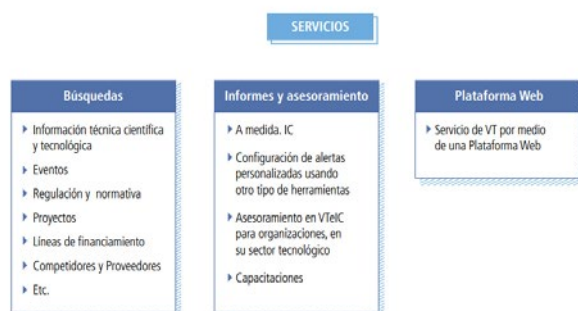 SERVICIOS
Búsquedas
Información técnica científica
y tecnológica
Eventos
Regulación y normativa
Proyectos
Líneas de financiamiento
Competidores y Proveedores
Etc.
Informes y asesoramiento
A medida. IC
Configuración de alertas
personalizadas usando
otro tipo de herramientas
Asesoramiento en VTeIC
para organizaciones, en
su sector tecnológico
Capacitaciones
Plataforma Web
Servicio de VT por medio
de una Plataforma Web